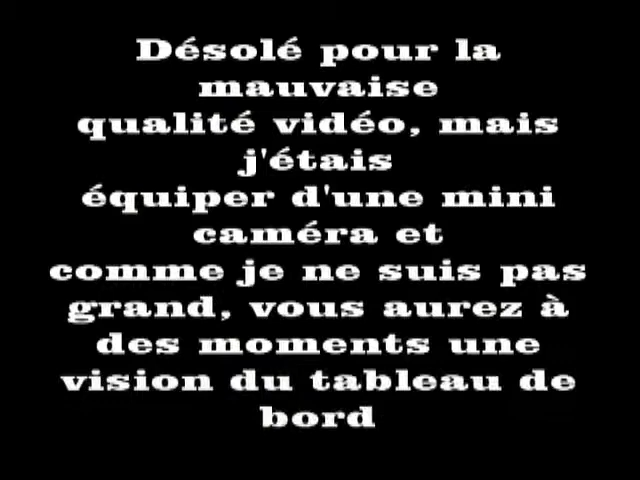 Désolé pour la
mauvaise
qualité vidéo, mais
j'étais
équiper d'une mini
caméra et
comme je ne suis pas
grand, vous aurez à
des moments une
vision du tableau de
bord